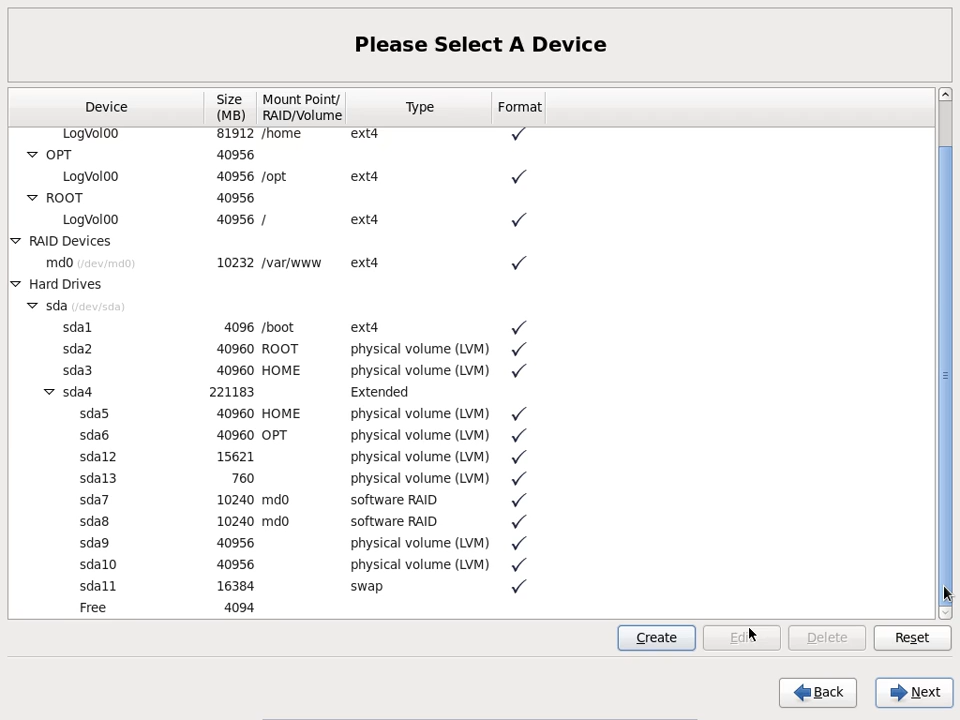 Please Select A Device
Device Size (MB) Mount Point/ RAID/Volume Type Format
LogVol00 81912 /home ext4
OPT 40956
LogVol00 40956 /opt ext4
ROOT 40956
LogVol00 40956 / ext4
RAID Devices
md0 (/dev/md0) 10232 /var/www ext4
Hard Drives
sda (/dev/sda)
sda1 4096 /boot ext4
sda2 40960 ROOT physical volume (LVM)
sda3 40960 HOME physical volume (LVM)
sda4 221183 Extended
sda5 40960 HOME physical volume (LVM)
sda6 40960 OPT physical volume (LVM)
sda12 15621 physical volume (LVM)
sda13 760 physical volume (LVM)
sda7 10240 md0 software RAID
sda8 10240 md0 software RAID
sda9 40956 physical volume (LVM)
sda10 40956 physical volume (LVM)
sda11 16384 swap
Free 4094
Create Edit Delete Reset
Back Next